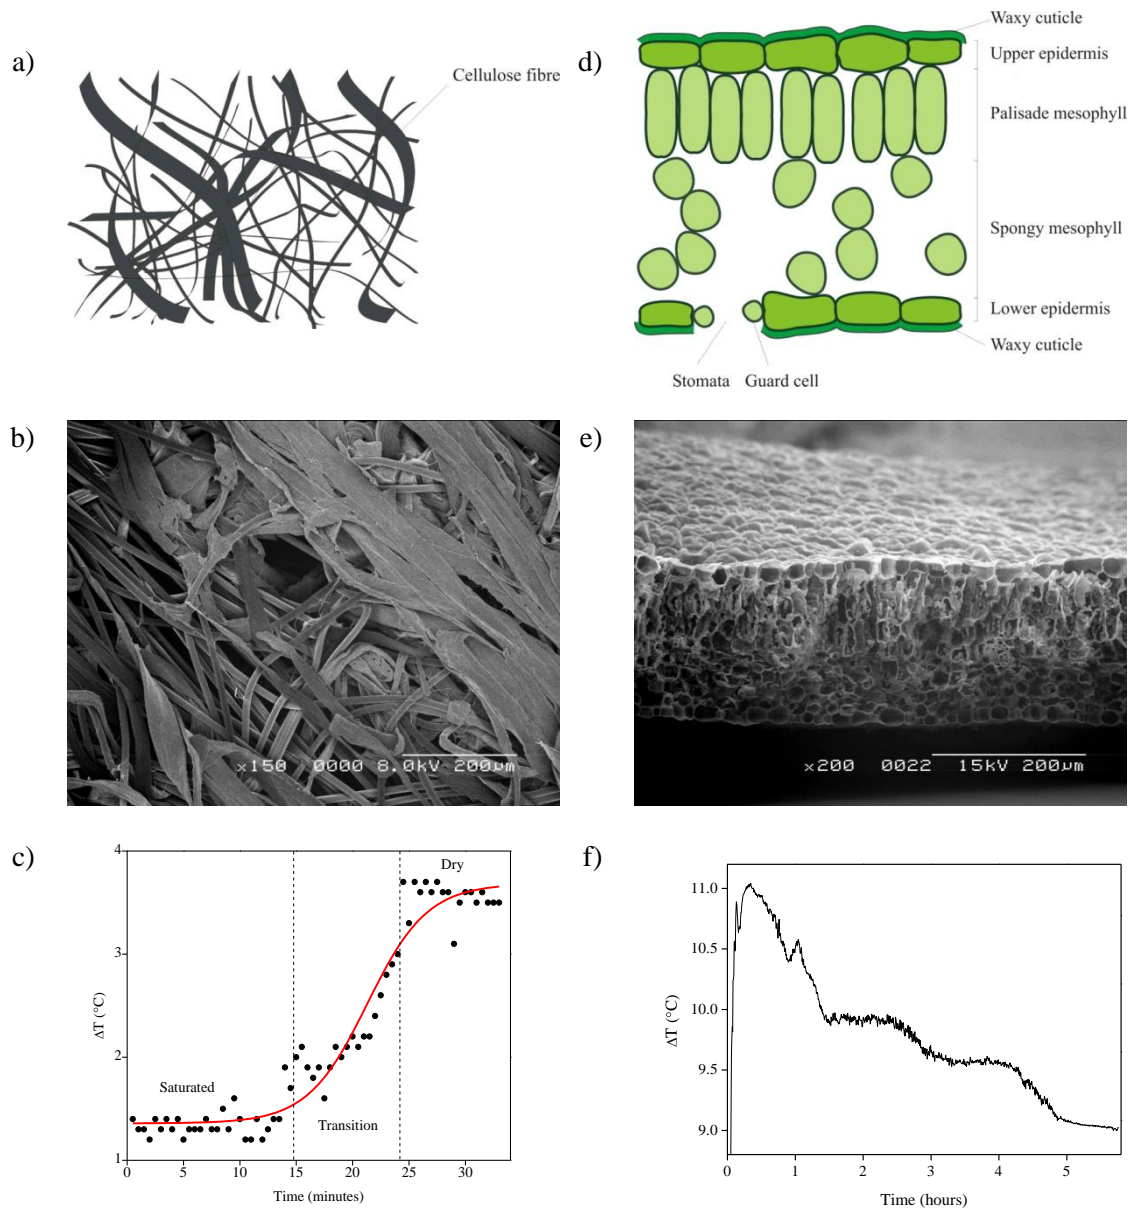 a)
Cellulose fibre
d)
Waxy cuticle
Upper epidermis
Palisade mesophyll
Spongy mesophyll
Lower epidermis
Waxy cuticle
Stomata Guard cell
b)
×150 0000 8.0kV 200µm
e)
×200 0022 15kV 200µm
c)
4
3
2
1
ΔT (°C)
Saturated
Transition
Dry
0 5 10 15 20 25 30
Time (minutes)
f)
11.0
10.5
10.0
9.5
9.0
ΔT (°C)
0 1 2 3 4 5
Time (hours)